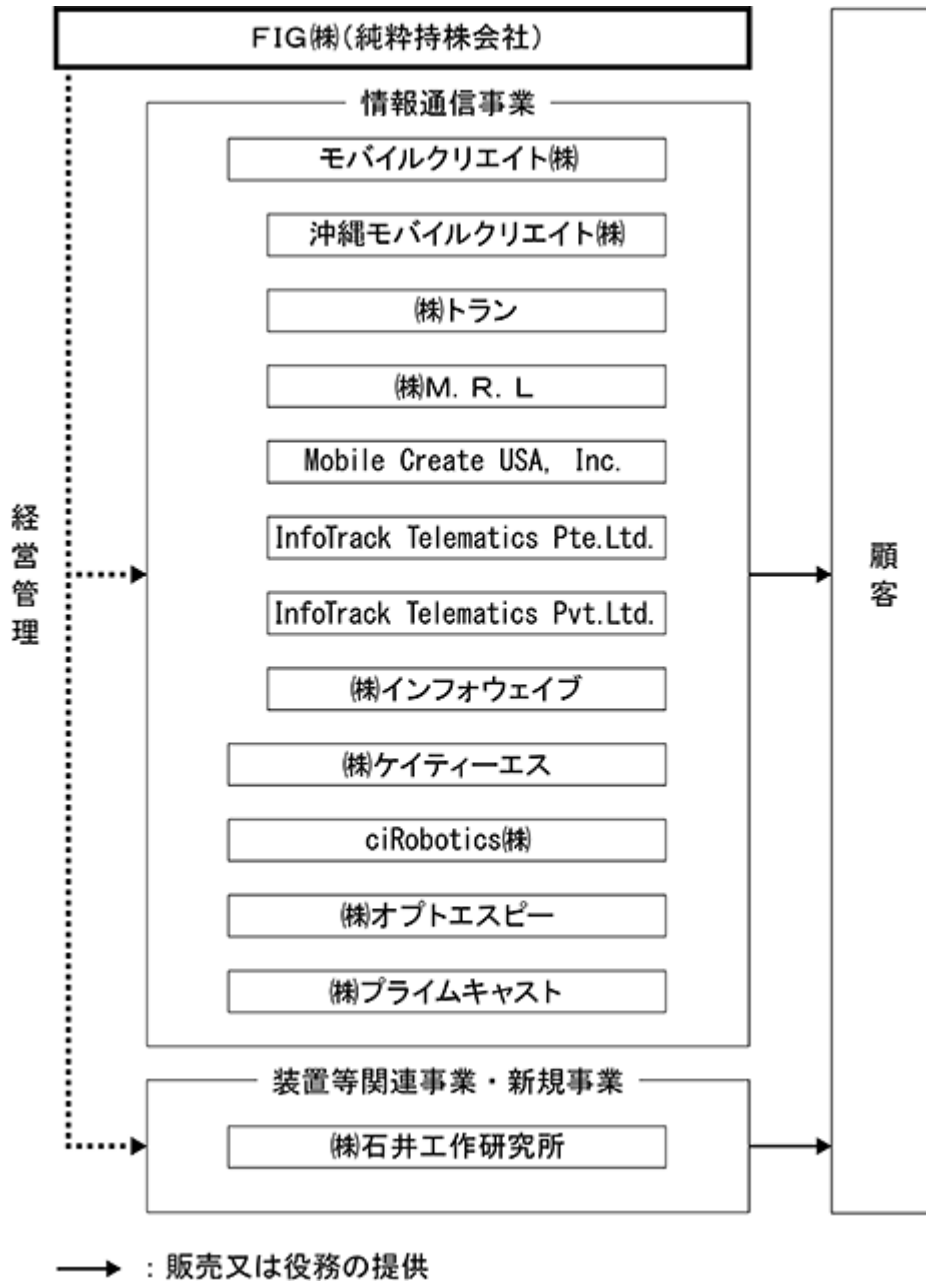 FIG㈱(純粋持株会社)
情報通信事業
モバイルクリエイト㈱
沖縄モバイルクリエイト㈱
㈱トラン
㈱M．R．L
Mobile Create USA, Inc.
InfoTrack Telematics Pte.Ltd.
InfoTrack Telematics Pvt.Ltd.
㈱インフォウェイブ
㈱ケイティーエス
ciRobotics㈱
㈱オプトエスピー
㈱プライムキャスト
装置等関連事業・新規事業
㈱石井工作研究所
経営管理
顧客
：販売又は役務の提供